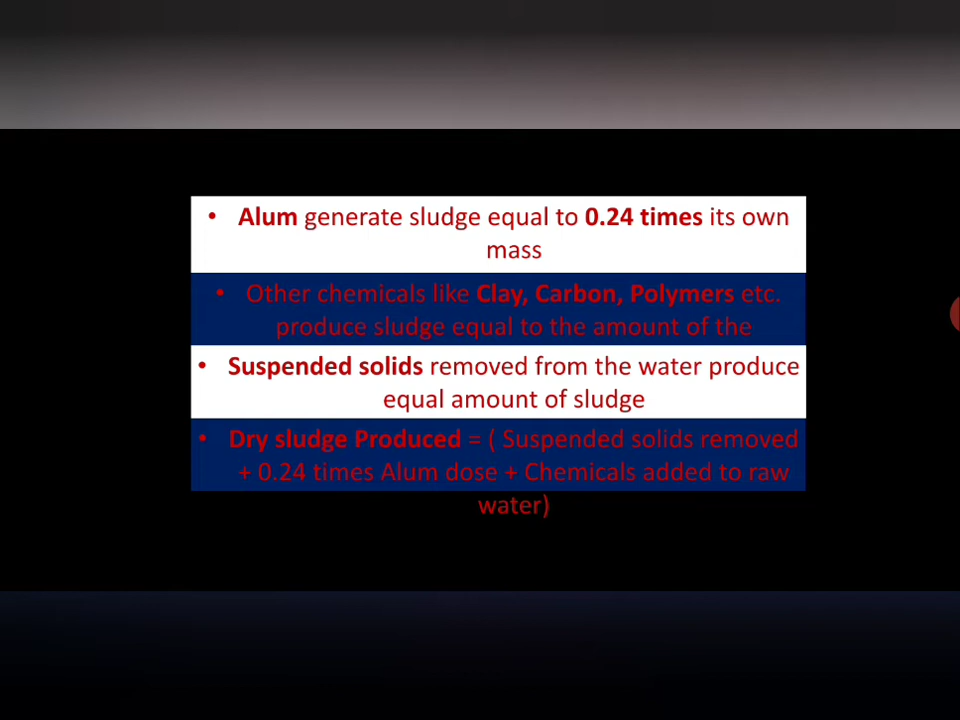 • Alum generate sludge equal to 0.24 times its own
mass
• Other chemicals like Clay, Carbon, Polymers etc.
produce sludge equal to the amount of the
• Suspended solids removed from the water produce
equal amount of sludge
• Dry sludge Produced = ( Suspended solids removed
+ 0.24 times Alum dose + Chemicals added to raw
water)